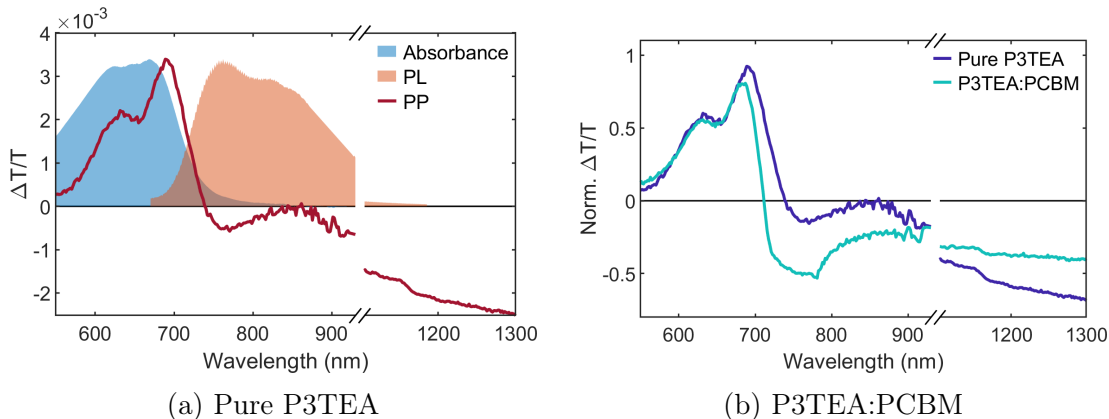 ×10⁻³
4
3
2
1
0
-1
-2
ΔT/T
Absorbance
PL
PP
600 700 800 900 1200 1300
Wavelength (nm)
(a) Pure P3TEA
1
0.5
0
-0.5
Norm. ΔT/T
Pure P3TEA
P3TEA:PCBM
600 700 800 900 1200 1300
Wavelength (nm)
(b) P3TEA:PCBM